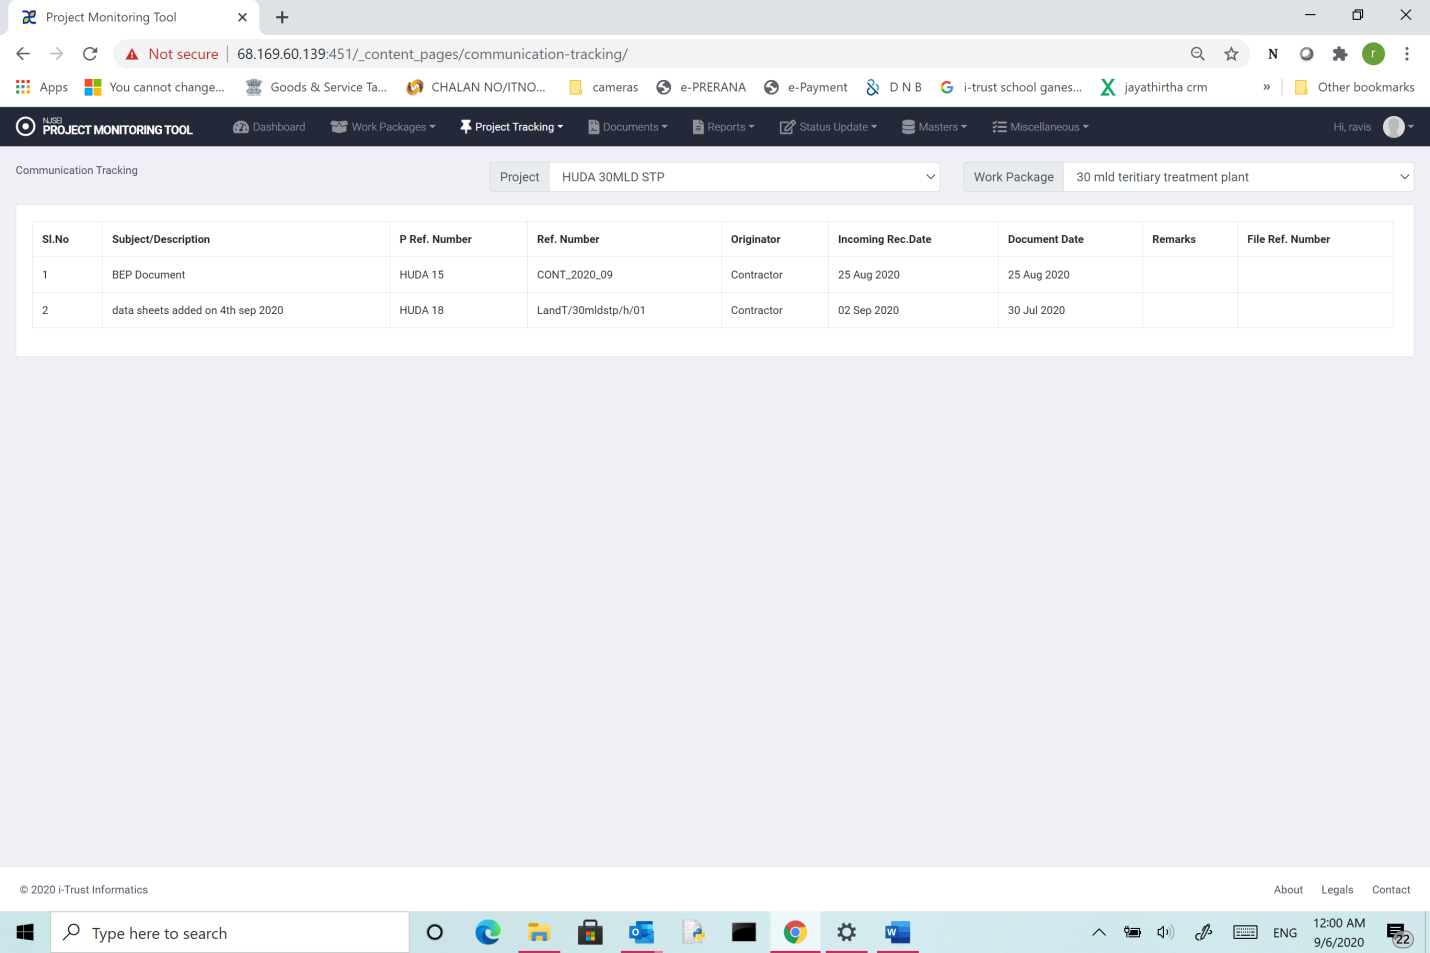 Project Monitoring Tool
Not secure 68.169.60.139:451/_content_pages/communication-tracking/
N r
Apps You cannot change... Goods & Service Ta... CHALAN NO/ITNO... cameras e-PRERANA e-Payment D N B i-trust school ganes... jayathirtha crm » Other bookmarks
NJSEI
PROJECT MONITORING TOOL Dashboard Work Packages Project Tracking Documents Reports Status Update Masters Miscellaneous Hi, ravis
Communication Tracking Project HUDA 30MLD STP Work Package 30 mld teritiary treatment plant
Sl.No Subject/Description P Ref. Number Ref. Number Originator Incoming Rec.Date Document Date Remarks File Ref. Number
1 BEP Document HUDA 15 CONT_2020_09 Contractor 25 Aug 2020 25 Aug 2020
2 data sheets added on 4th sep 2020 HUDA 18 LandT/30mldstp/h/01 Contractor 02 Sep 2020 30 Jul 2020
© 2020 i-Trust Informatics About Legals Contact
Type here to search ENG 12:00 AM
9/6/2020 22